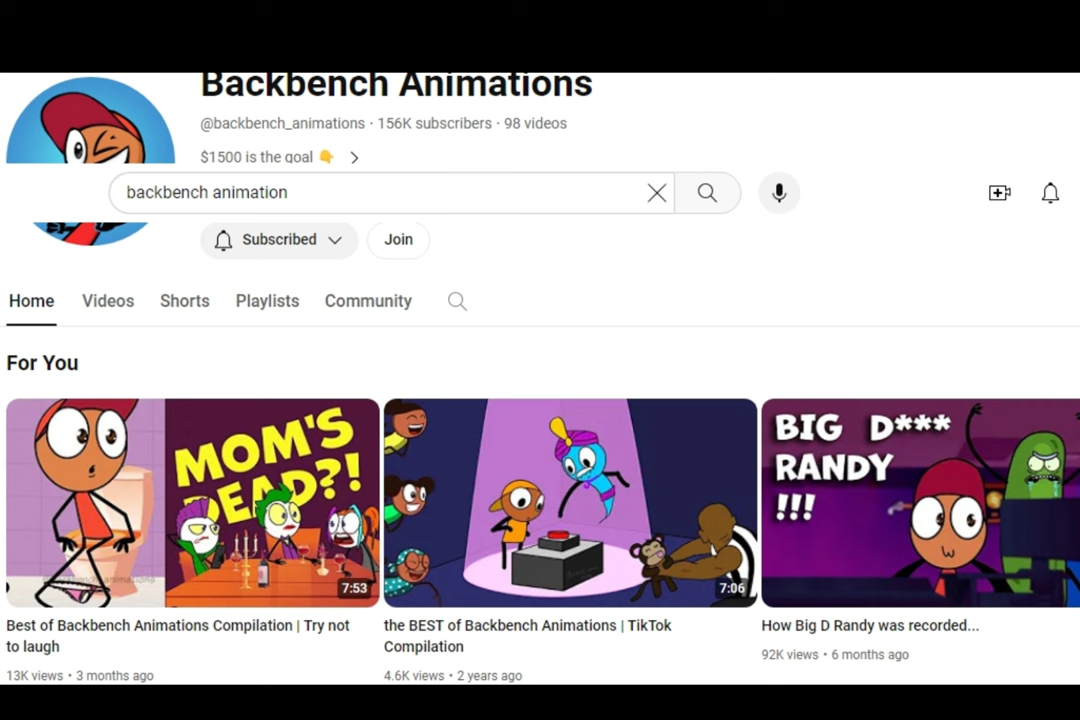 Backbench Animations
@backbench_animations · 156K subscribers · 98 videos
$1500 is the goal 👇
backbench animation
Subscribed
Join
Home Videos Shorts Playlists Community
For You
MOM'S
DEAD?!
7:53
7:06
BIG D***
RANDY
!!!
Best of Backbench Animations Compilation | Try not
to laugh
13K views • 3 months ago
the BEST of Backbench Animations | TikTok
Compilation
4.6K views • 2 years ago
How Big D Randy was recorded...
92K views • 6 months ago